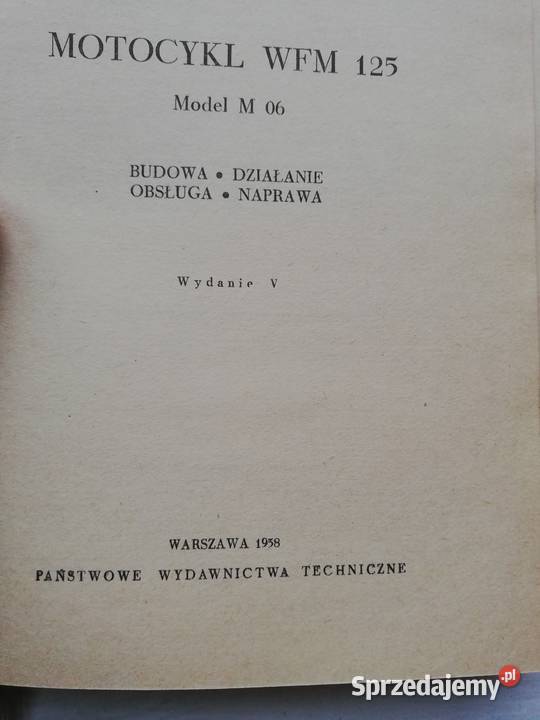 MOTOCYKL WFM 125
Model M 06
BUDOWA • DZIAŁANIE
OBSŁUGA • NAPRAWA
Wydanie V
WARSZAWA 1958
PAŃSTWOWE WYDAWNICTWA TECHNICZNE
Sprzedajemy.pl